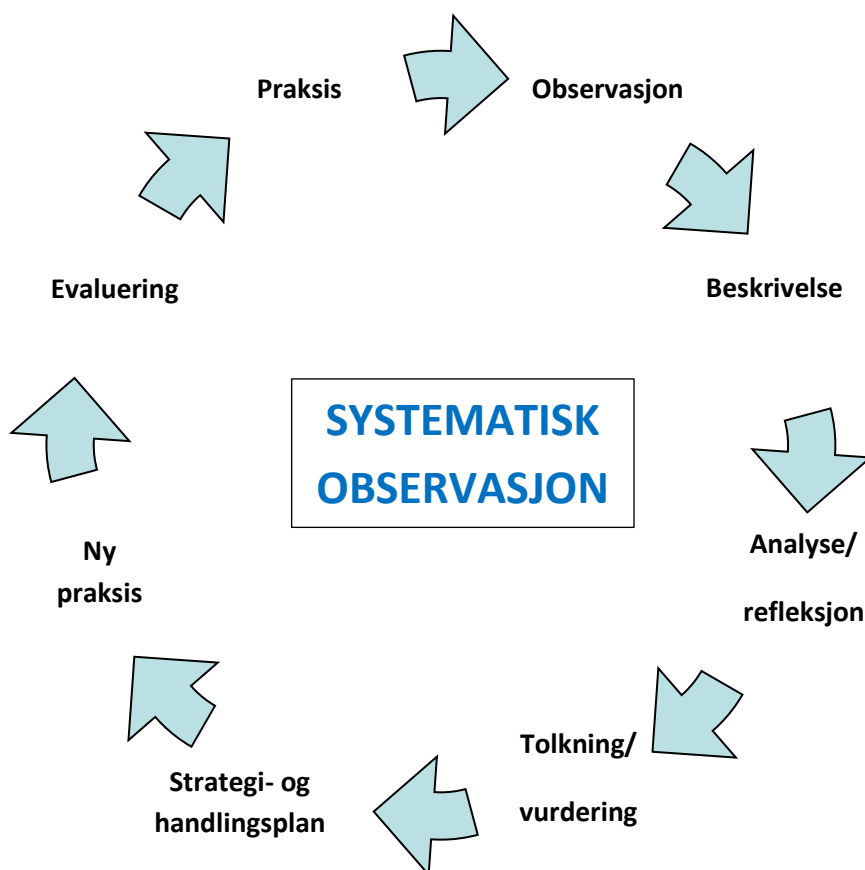 Praksis
Observasjon
Beskrivelse
Analyse/
refleksjon
Tolkning/
vurdering
Strategi- og
handlingsplan
Ny
praksis
Evaluering
SYSTEMATISK
OBSERVASJON